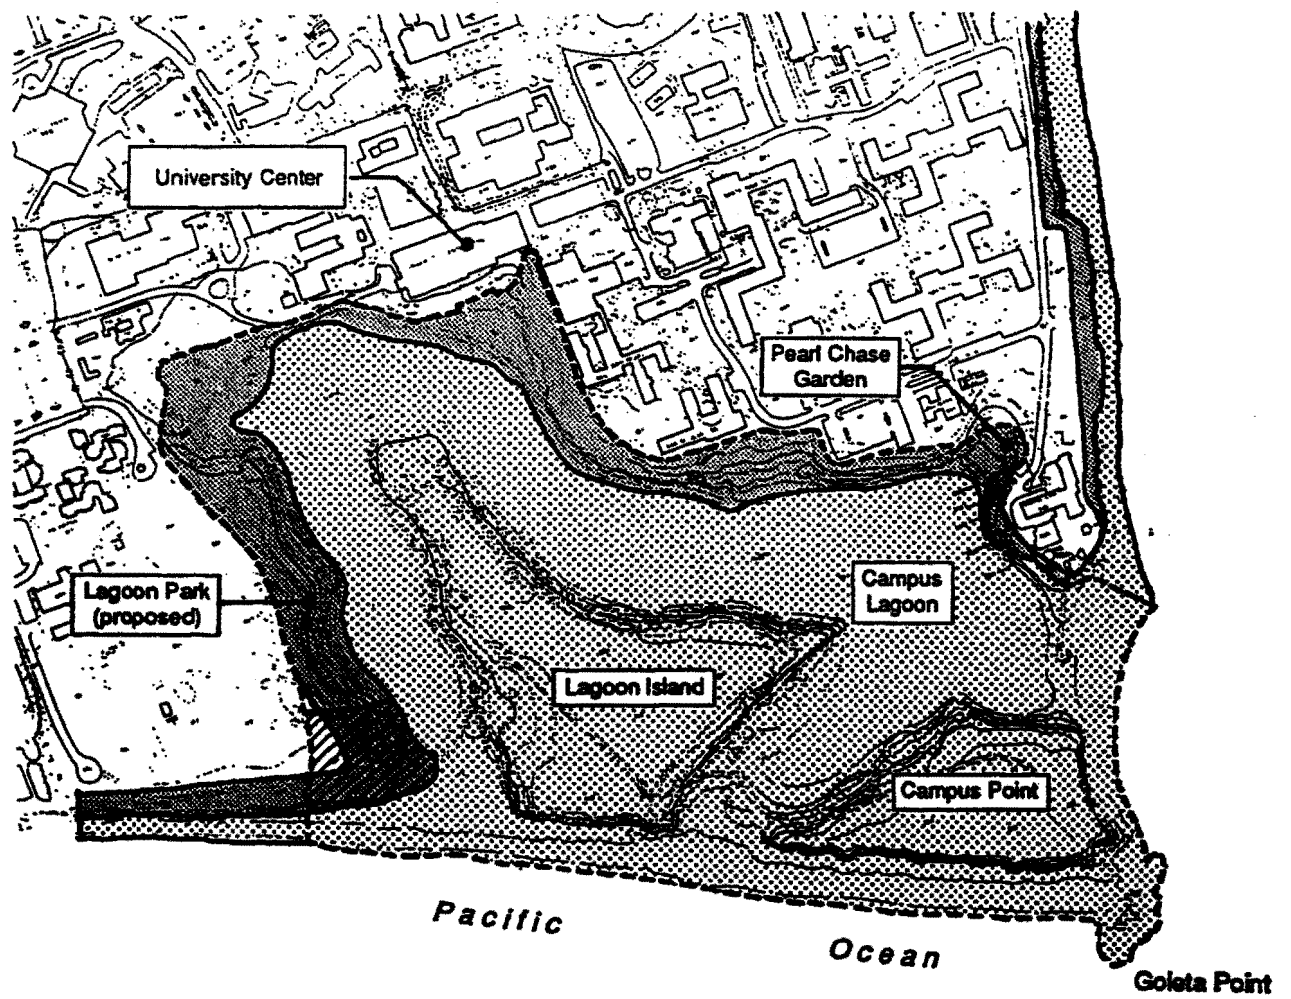 University Center
Pearl Chase
Garden
Lagoon Park
(proposed)
Campus
Lagoon
Lagoon Island
Campus Point
Pacific
Ocean
Goleta Point